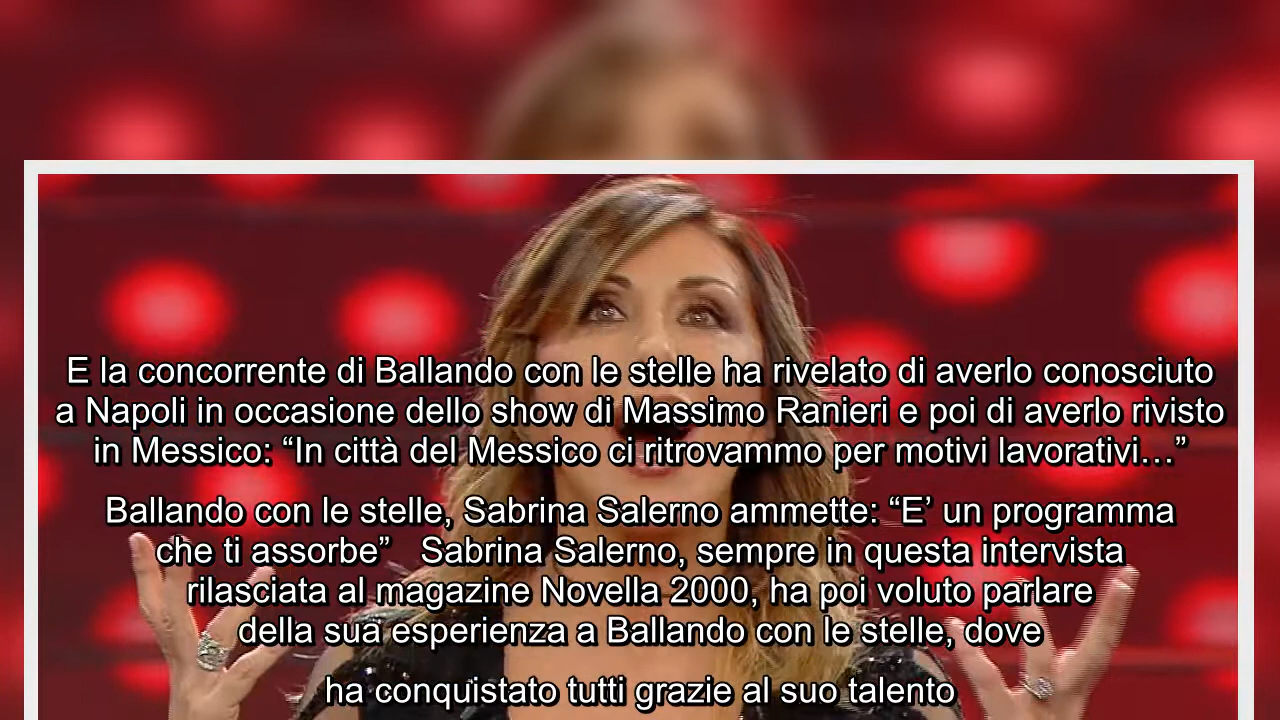 E la concorrente di Ballando con le stelle ha rivelato di averlo conosciuto
a Napoli in occasione dello show di Massimo Ranieri e poi di averlo rivisto
in Messico: “In città del Messico ci ritrovammo per motivi lavorativi…”
Ballando con le stelle, Sabrina Salerno ammette: “E’ un programma
che ti assorbe” Sabrina Salerno, sempre in questa intervista
rilasciata al magazine Novella 2000, ha poi voluto parlare
della sua esperienza a Ballando con le stelle, dove
ha conquistato tutti grazie al suo talento